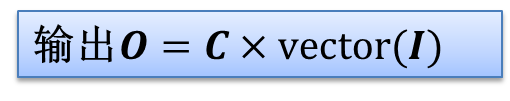 输出O = C × vector(I)